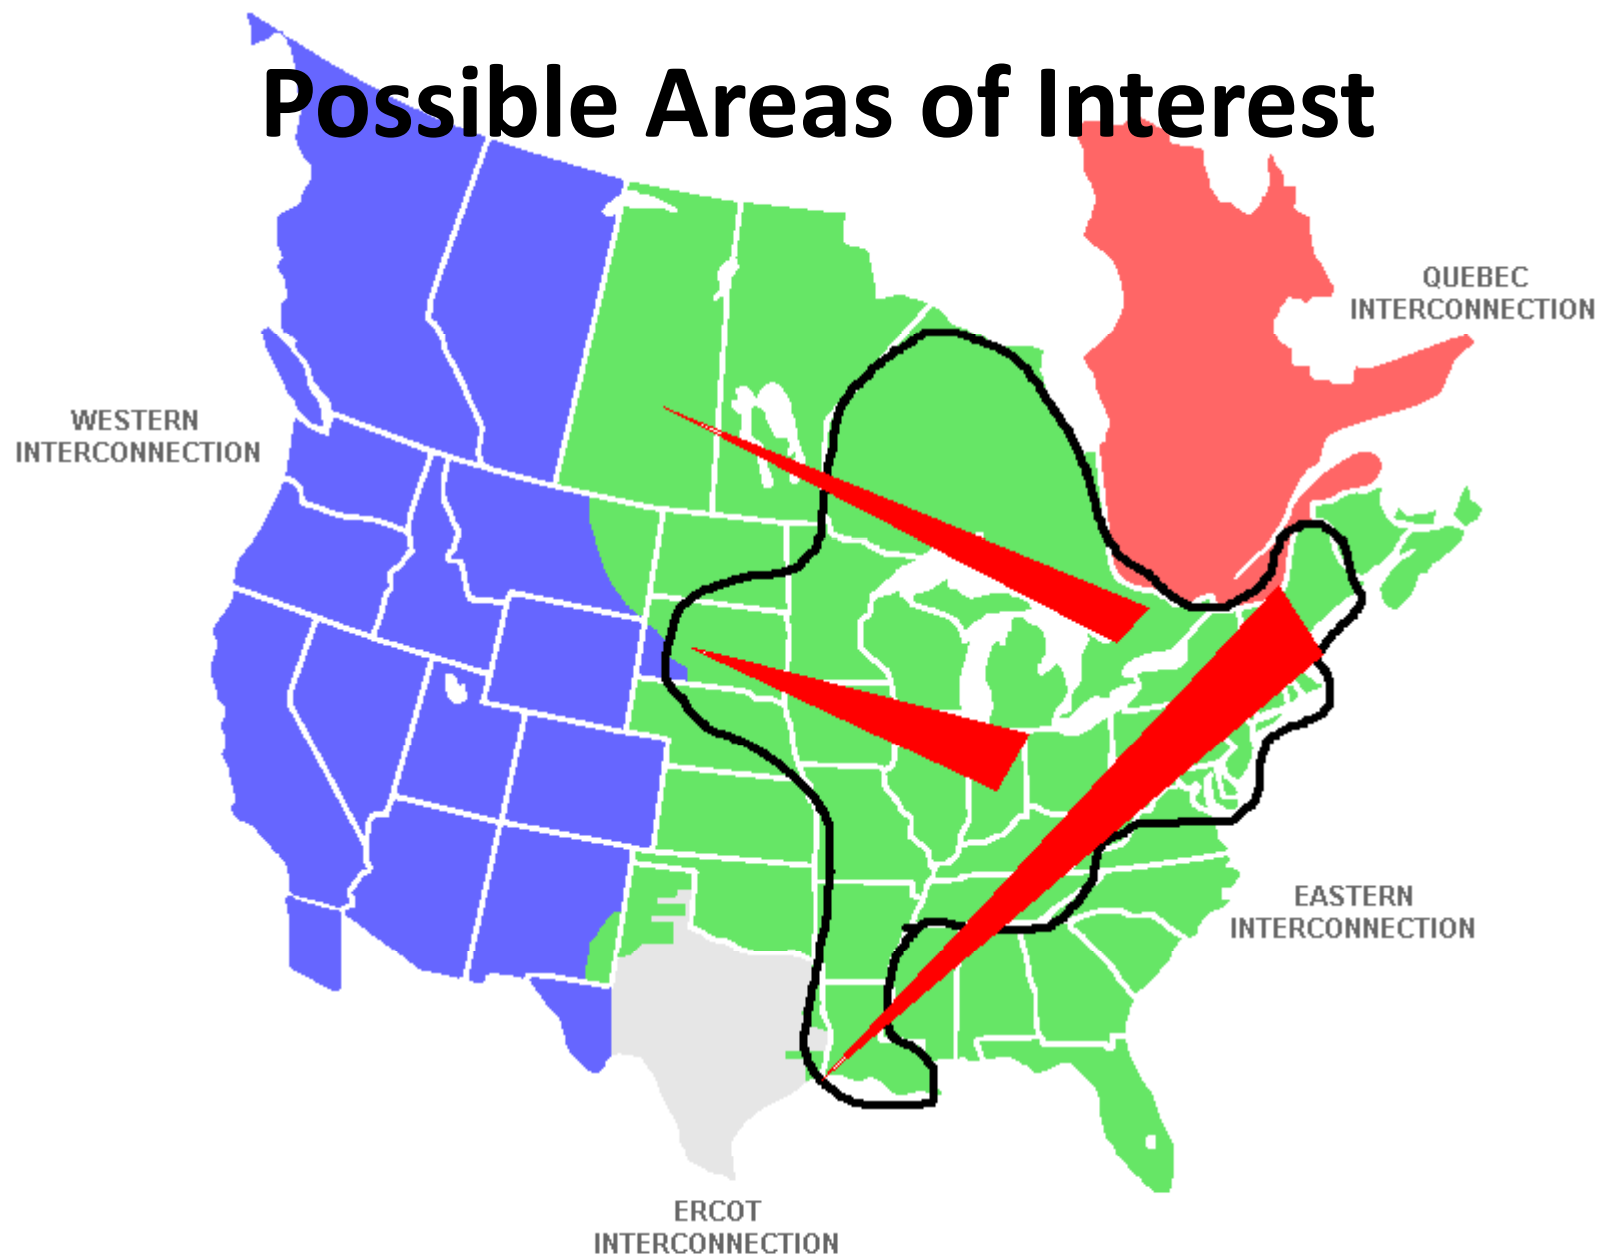 Possible Areas of Interest
QUEBEC
INTERCONNECTION
WESTERN
INTERCONNECTION
EASTERN
INTERCONNECTION
ERCOT
INTERCONNECTION